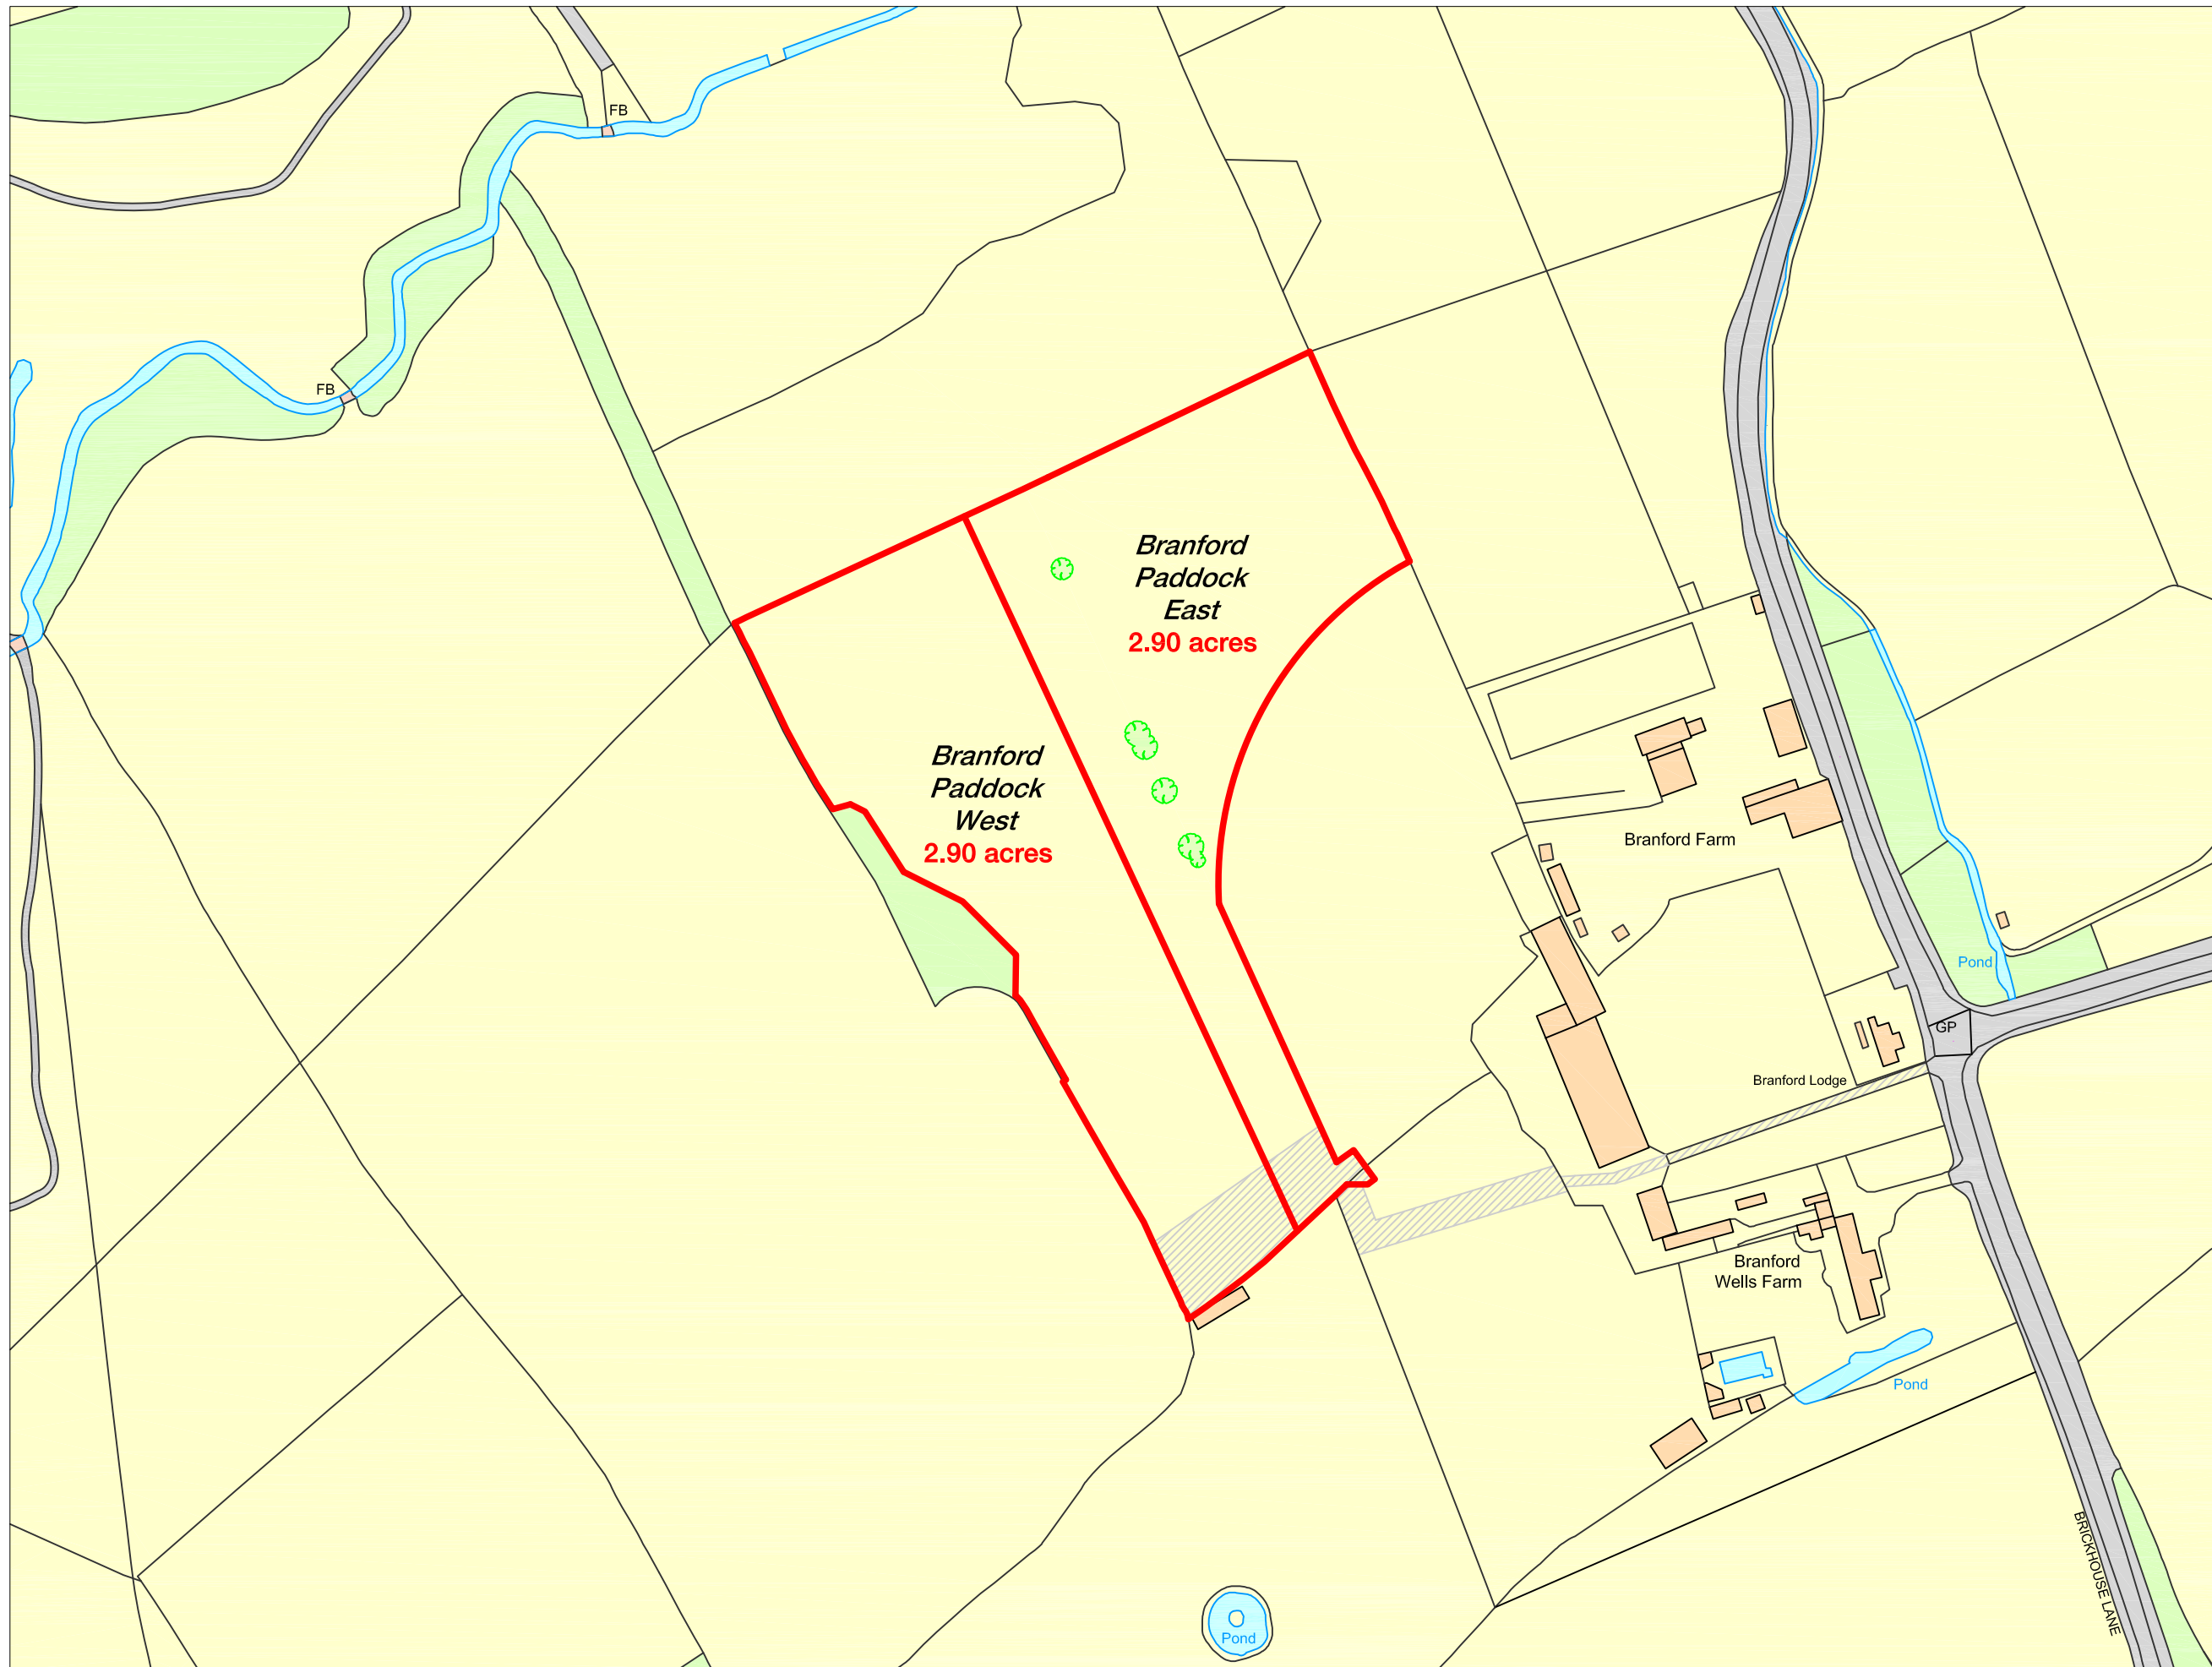 FB
FB
Branford
Paddock
East
2.90 acres
Branford
Paddock
West
2.90 acres
Branford Farm
Pond
GP
Branford Lodge
Branford
Wells Farm
Pond
BRICKHOUSE LANE
Pond